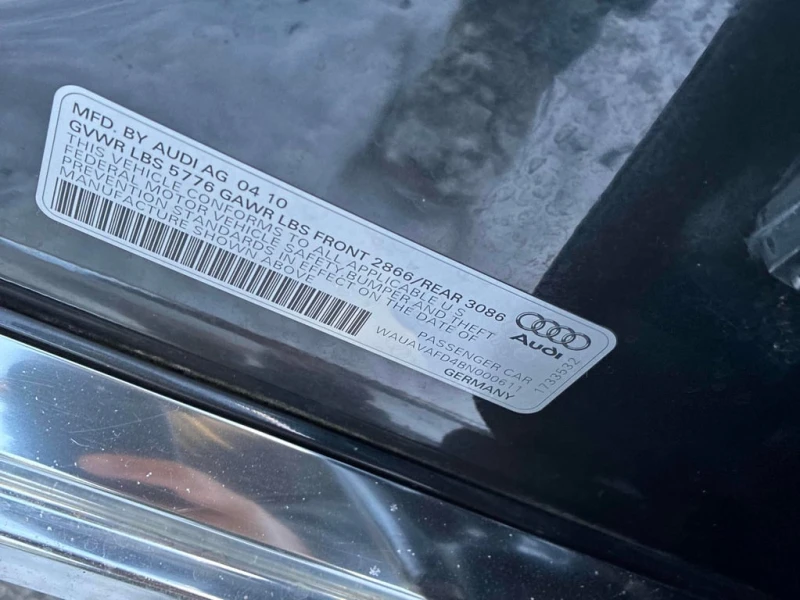 MFD. BY AUDI AG 04.10
GVWR LBS 5776 GAWR LBS FRONT 2866/REAR 3086
THIS VEHICLE CONFORMS TO ALL APPLICABLE U.S.
FEDERAL MOTOR VEHICLE SAFETY,BUMPER AND THEFT
PREVENTION STANDARDS IN EFFECT ON THE DATE OF
MANUFACTURE SHOWN ABOVE
PASSENGER CAR
WAUAVAFD4BN000611
GERMANY
Audi
1733532